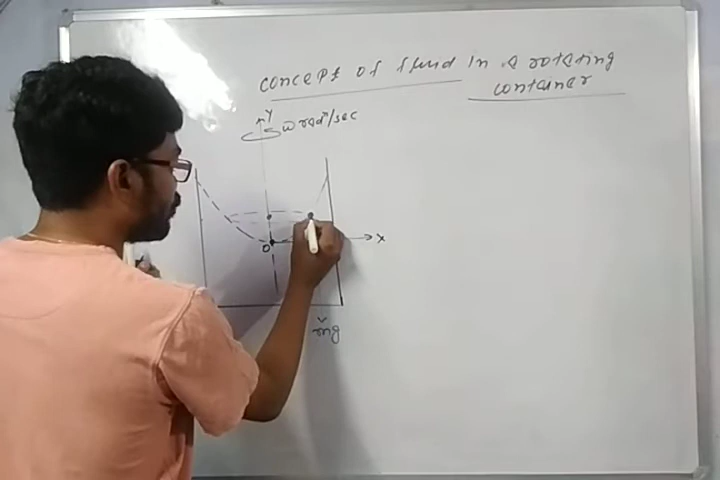 concept of fluid in a rotating
container
Y
ω rad/sec
O
x
mg